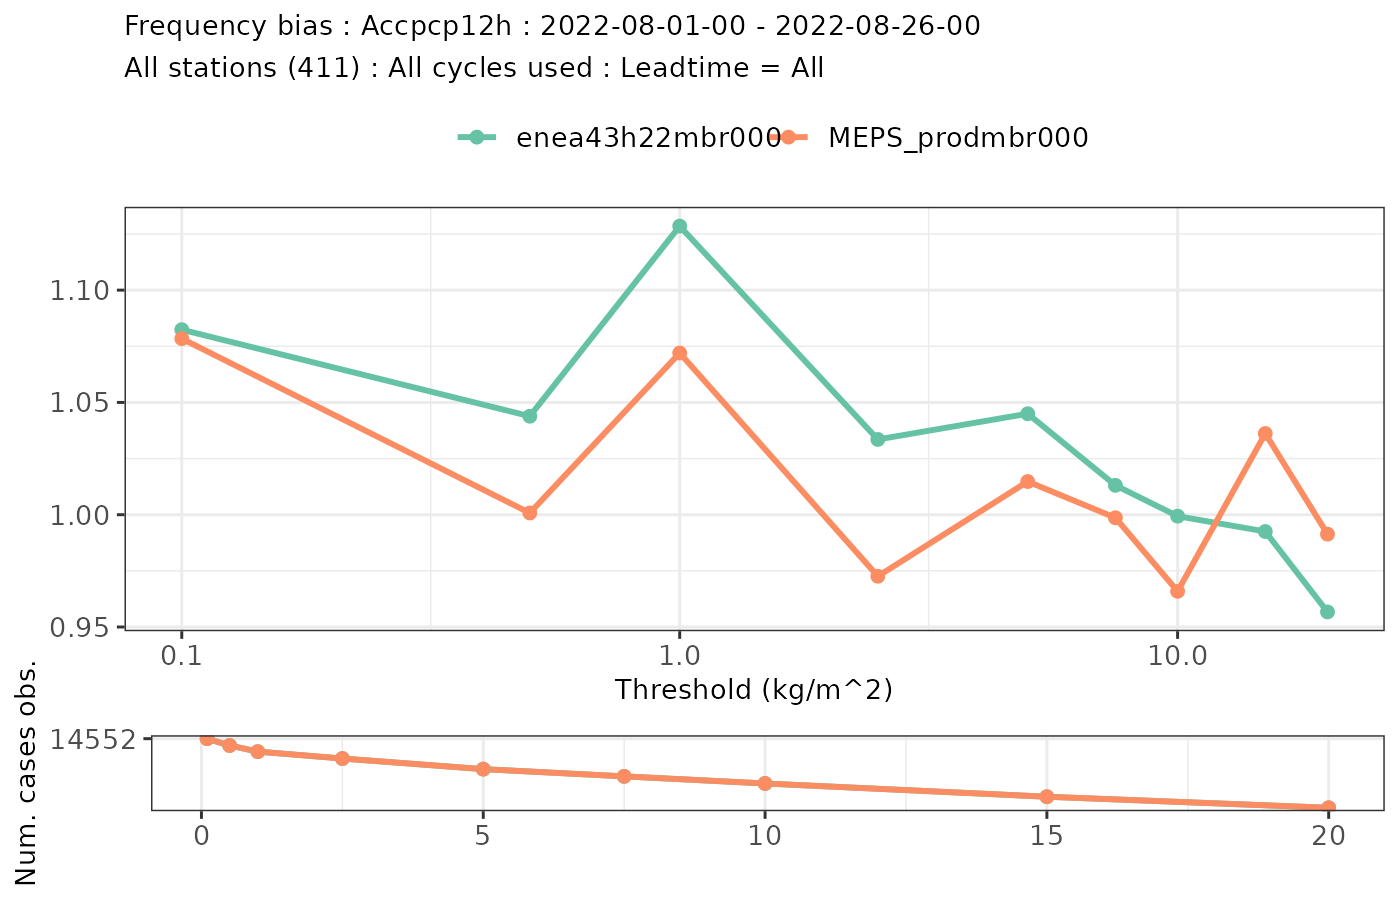 Frequency bias : Accpcp12h : 2022-08-01-00 - 2022-08-26-00
All stations (411) : All cycles used : Leadtime = All
enea43h22mbr000 MEPS_prodmbr000
1.10
1.05
1.00
0.95
0.1 1.0 10.0
Threshold (kg/m^2)
Num. cases obs.
14552
0 5 10 15 20